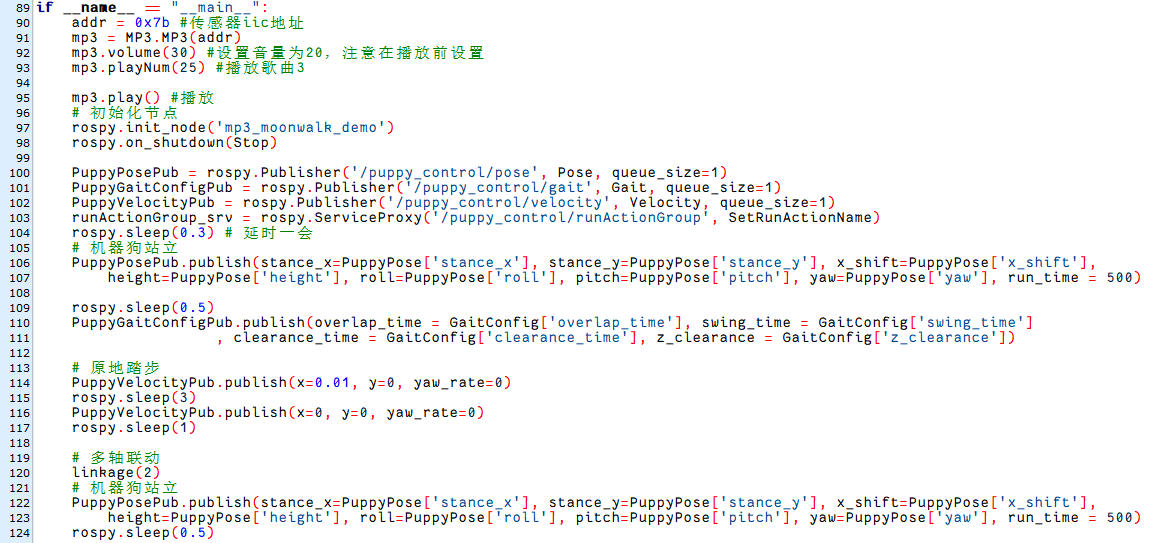 89 if __name__ == "__main__":
90     addr = 0x7b #传感器iic地址
91     mp3 = MP3.MP3(addr)
92     mp3.volume(30) #设置音量为20，注意在播放前设置
93     mp3.playNum(25) #播放歌曲3
94
95     mp3.play() #播放
96     # 初始化节点
97     rospy.init_node('mp3_moonwalk_demo')
98     rospy.on_shutdown(Stop)
99
100     PuppyPosePub = rospy.Publisher('/puppy_control/pose', Pose, queue_size=1)
101     PuppyGaitConfigPub = rospy.Publisher('/puppy_control/gait', Gait, queue_size=1)
102     PuppyVelocityPub = rospy.Publisher('/puppy_control/velocity', Velocity, queue_size=1)
103     runActionGroup_srv = rospy.ServiceProxy('/puppy_control/runActionGroup', SetRunActionName)
104     rospy.sleep(0.3) # 延时一会
105     # 机器狗站立
106     PuppyPosePub.publish(stance_x=PuppyPose['stance_x'], stance_y=PuppyPose['stance_y'], x_shift=PuppyPose['x_shift'],
107         height=PuppyPose['height'], roll=PuppyPose['roll'], pitch=PuppyPose['pitch'], yaw=PuppyPose['yaw'], run_time = 500)
108
109     rospy.sleep(0.5)
110     PuppyGaitConfigPub.publish(overlap_time = GaitConfig['overlap_time'], swing_time = GaitConfig['swing_time']
111                     , clearance_time = GaitConfig['clearance_time'], z_clearance = GaitConfig['z_clearance'])
112
113     # 原地踏步
114     PuppyVelocityPub.publish(x=0.01, y=0, yaw_rate=0)
115     rospy.sleep(3)
116     PuppyVelocityPub.publish(x=0, y=0, yaw_rate=0)
117     rospy.sleep(1)
118
119     # 多轴联动
120     linkage(2)
121     # 机器狗站立
122     PuppyPosePub.publish(stance_x=PuppyPose['stance_x'], stance_y=PuppyPose['stance_y'], x_shift=PuppyPose['x_shift'],
123         height=PuppyPose['height'], roll=PuppyPose['roll'], pitch=PuppyPose['pitch'], yaw=PuppyPose['yaw'], run_time = 500)
124     rospy.sleep(0.5)